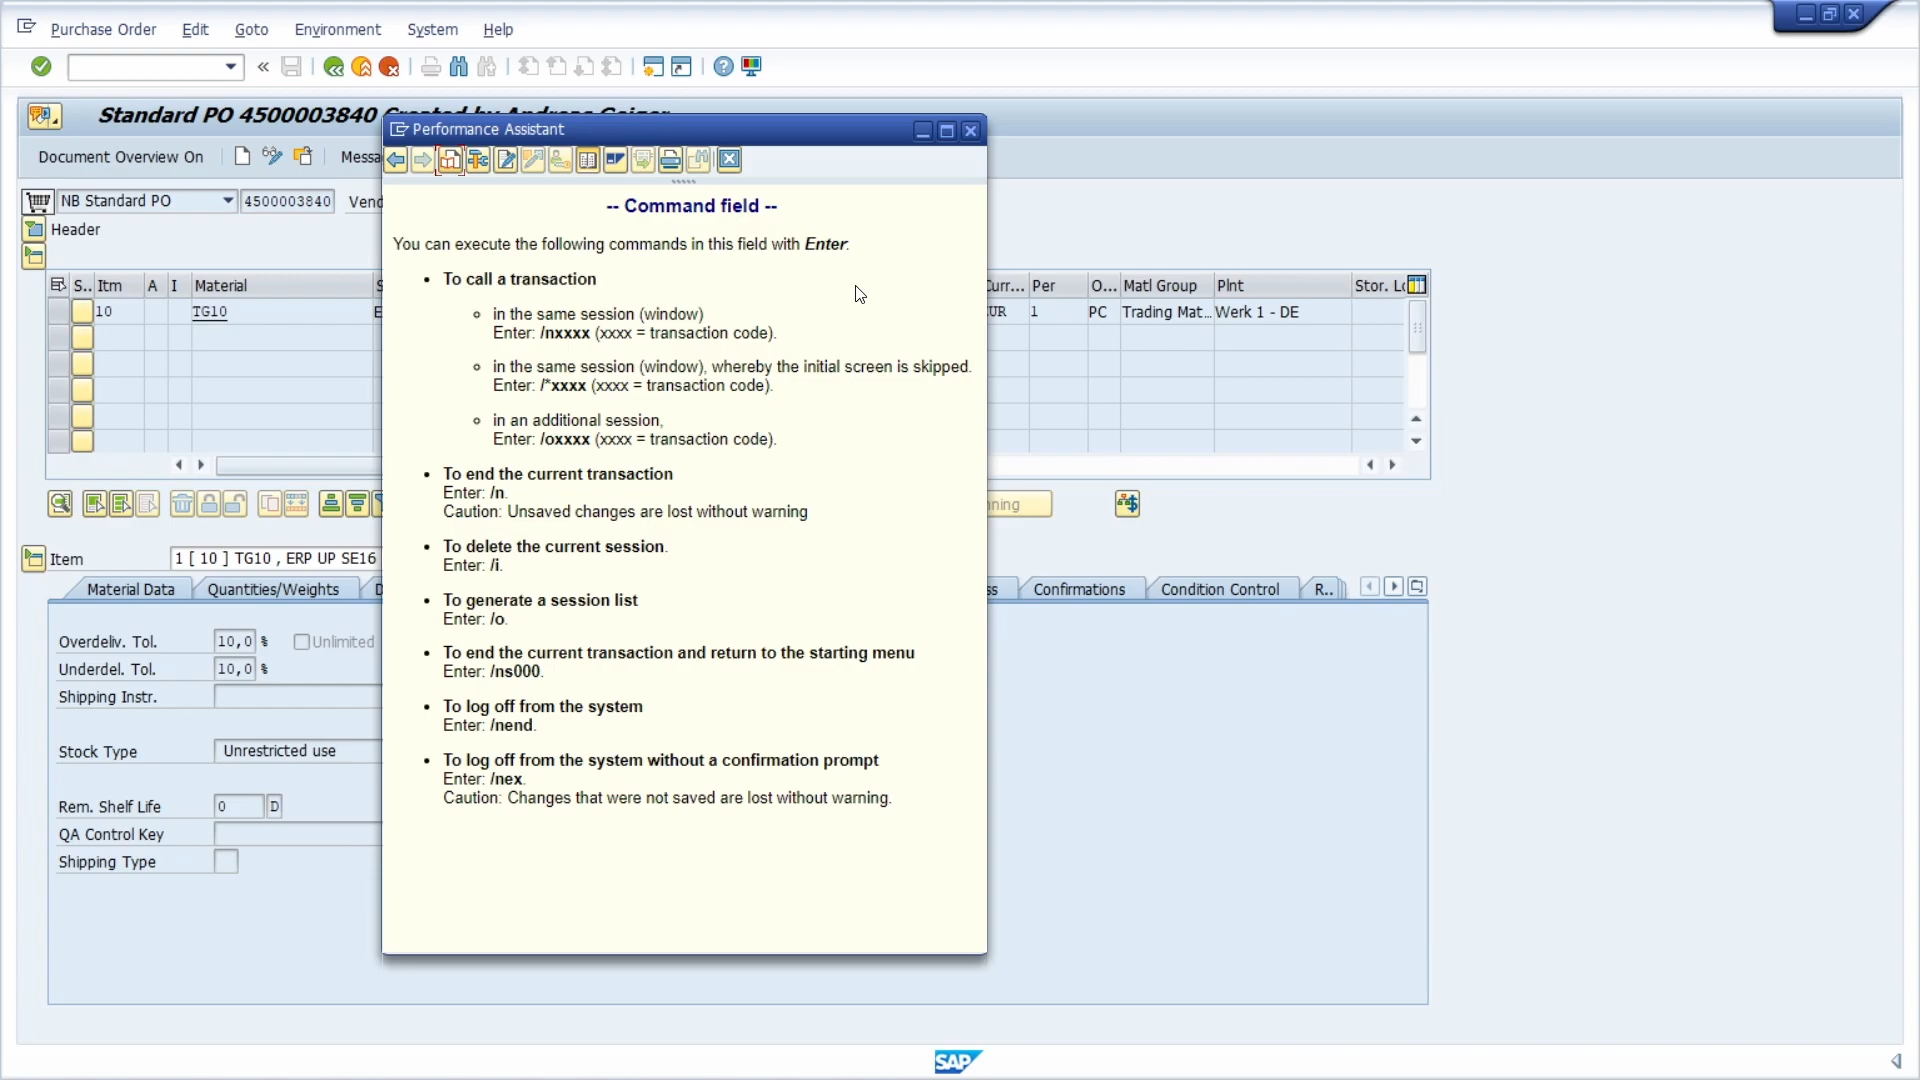 Purchase Order Edit Goto Environment System Help
Standard PO 4500003840 Created by Andreas Geiger
Performance Assistant
Document Overview On
NB Standard PO 4500003840
Header
S.. Itm A I Material
Per O... Matl Group Plnt
10 TG10
1 PC Trading Mat... Werk 1 - DE
-- Command field --
You can execute the following commands in this field with Enter:
• To call a transaction
in the same session (window)
Enter: /nxxxx (xxxx = transaction code).
in the same session (window), whereby the initial screen is skipped.
Enter: /*xxxx (xxxx = transaction code).
in an additional session,
Enter: /oxxxx (xxxx = transaction code).
• To end the current transaction
Enter: /n.
Caution: Unsaved changes are lost without warning
• To delete the current session.
Enter: /i.
• To generate a session list
Enter: /o.
• To end the current transaction and return to the starting menu
Enter: /ns000.
• To log off from the system
Enter: /nend.
• To log off from the system without a confirmation prompt
Enter: /nex.
Caution: Changes that were not saved are lost without warning.
Item 1 [ 10 ] TG10 , ERP UP SE16
Material Data Quantities/Weights
Confirmations Condition Control R..
Overdeliv. Tol. 10,0 % Unlimited
Underdel. Tol. 10,0 %
Shipping Instr.
Stock Type Unrestricted use
Rem. Shelf Life 0 D
QA Control Key
Shipping Type
SAP